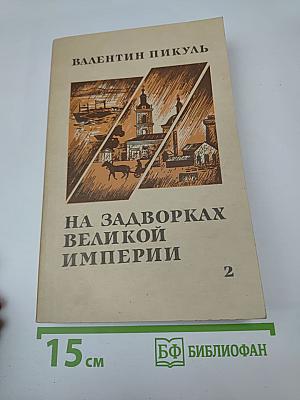 ВАЛЕНТИН ПИКУЛЬ
НА ЗАДВОРКАХ
ВЕЛИКОЙ
ИМПЕРИИ
2
15 см
БФ БИБЛИОФАН